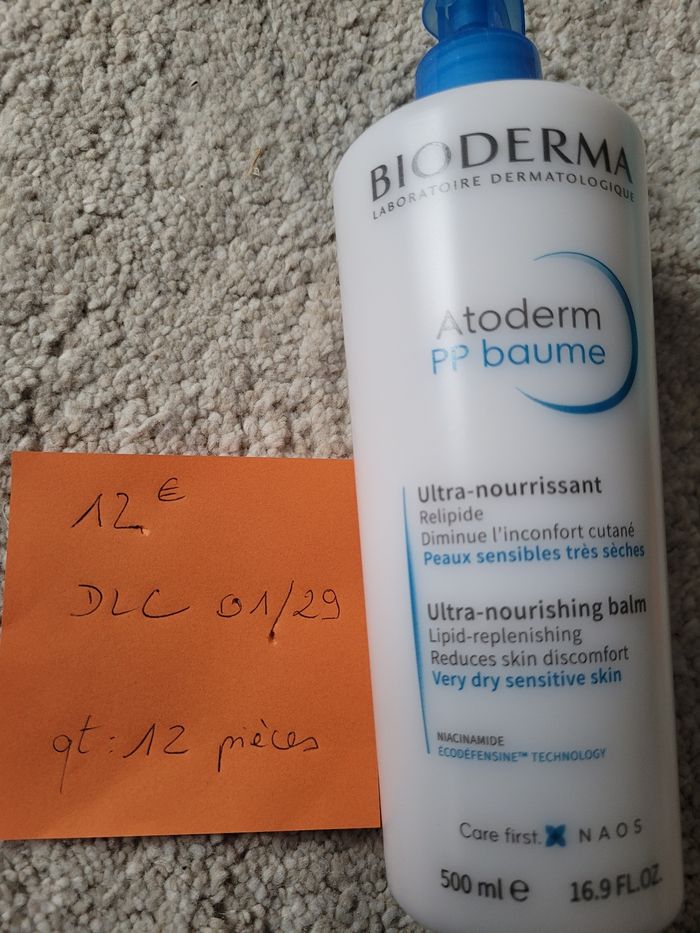 12 €
DLC 01/29
qt : 12 pièces
BIODERMA
LABORATOIRE DERMATOLOGIQUE
Atoderm
PP baume
Ultra-nourrissant
Relipide
Diminue l'inconfort cutané
Peaux sensibles très sèches
Ultra-nourishing balm
Lipid-replenishing
Reduces skin discomfort
Very dry sensitive skin
NIACINAMIDE
ÉCODÉFENSINE™ TECHNOLOGY
Care first. NAOS
500 ml e 16.9 FL.OZ.